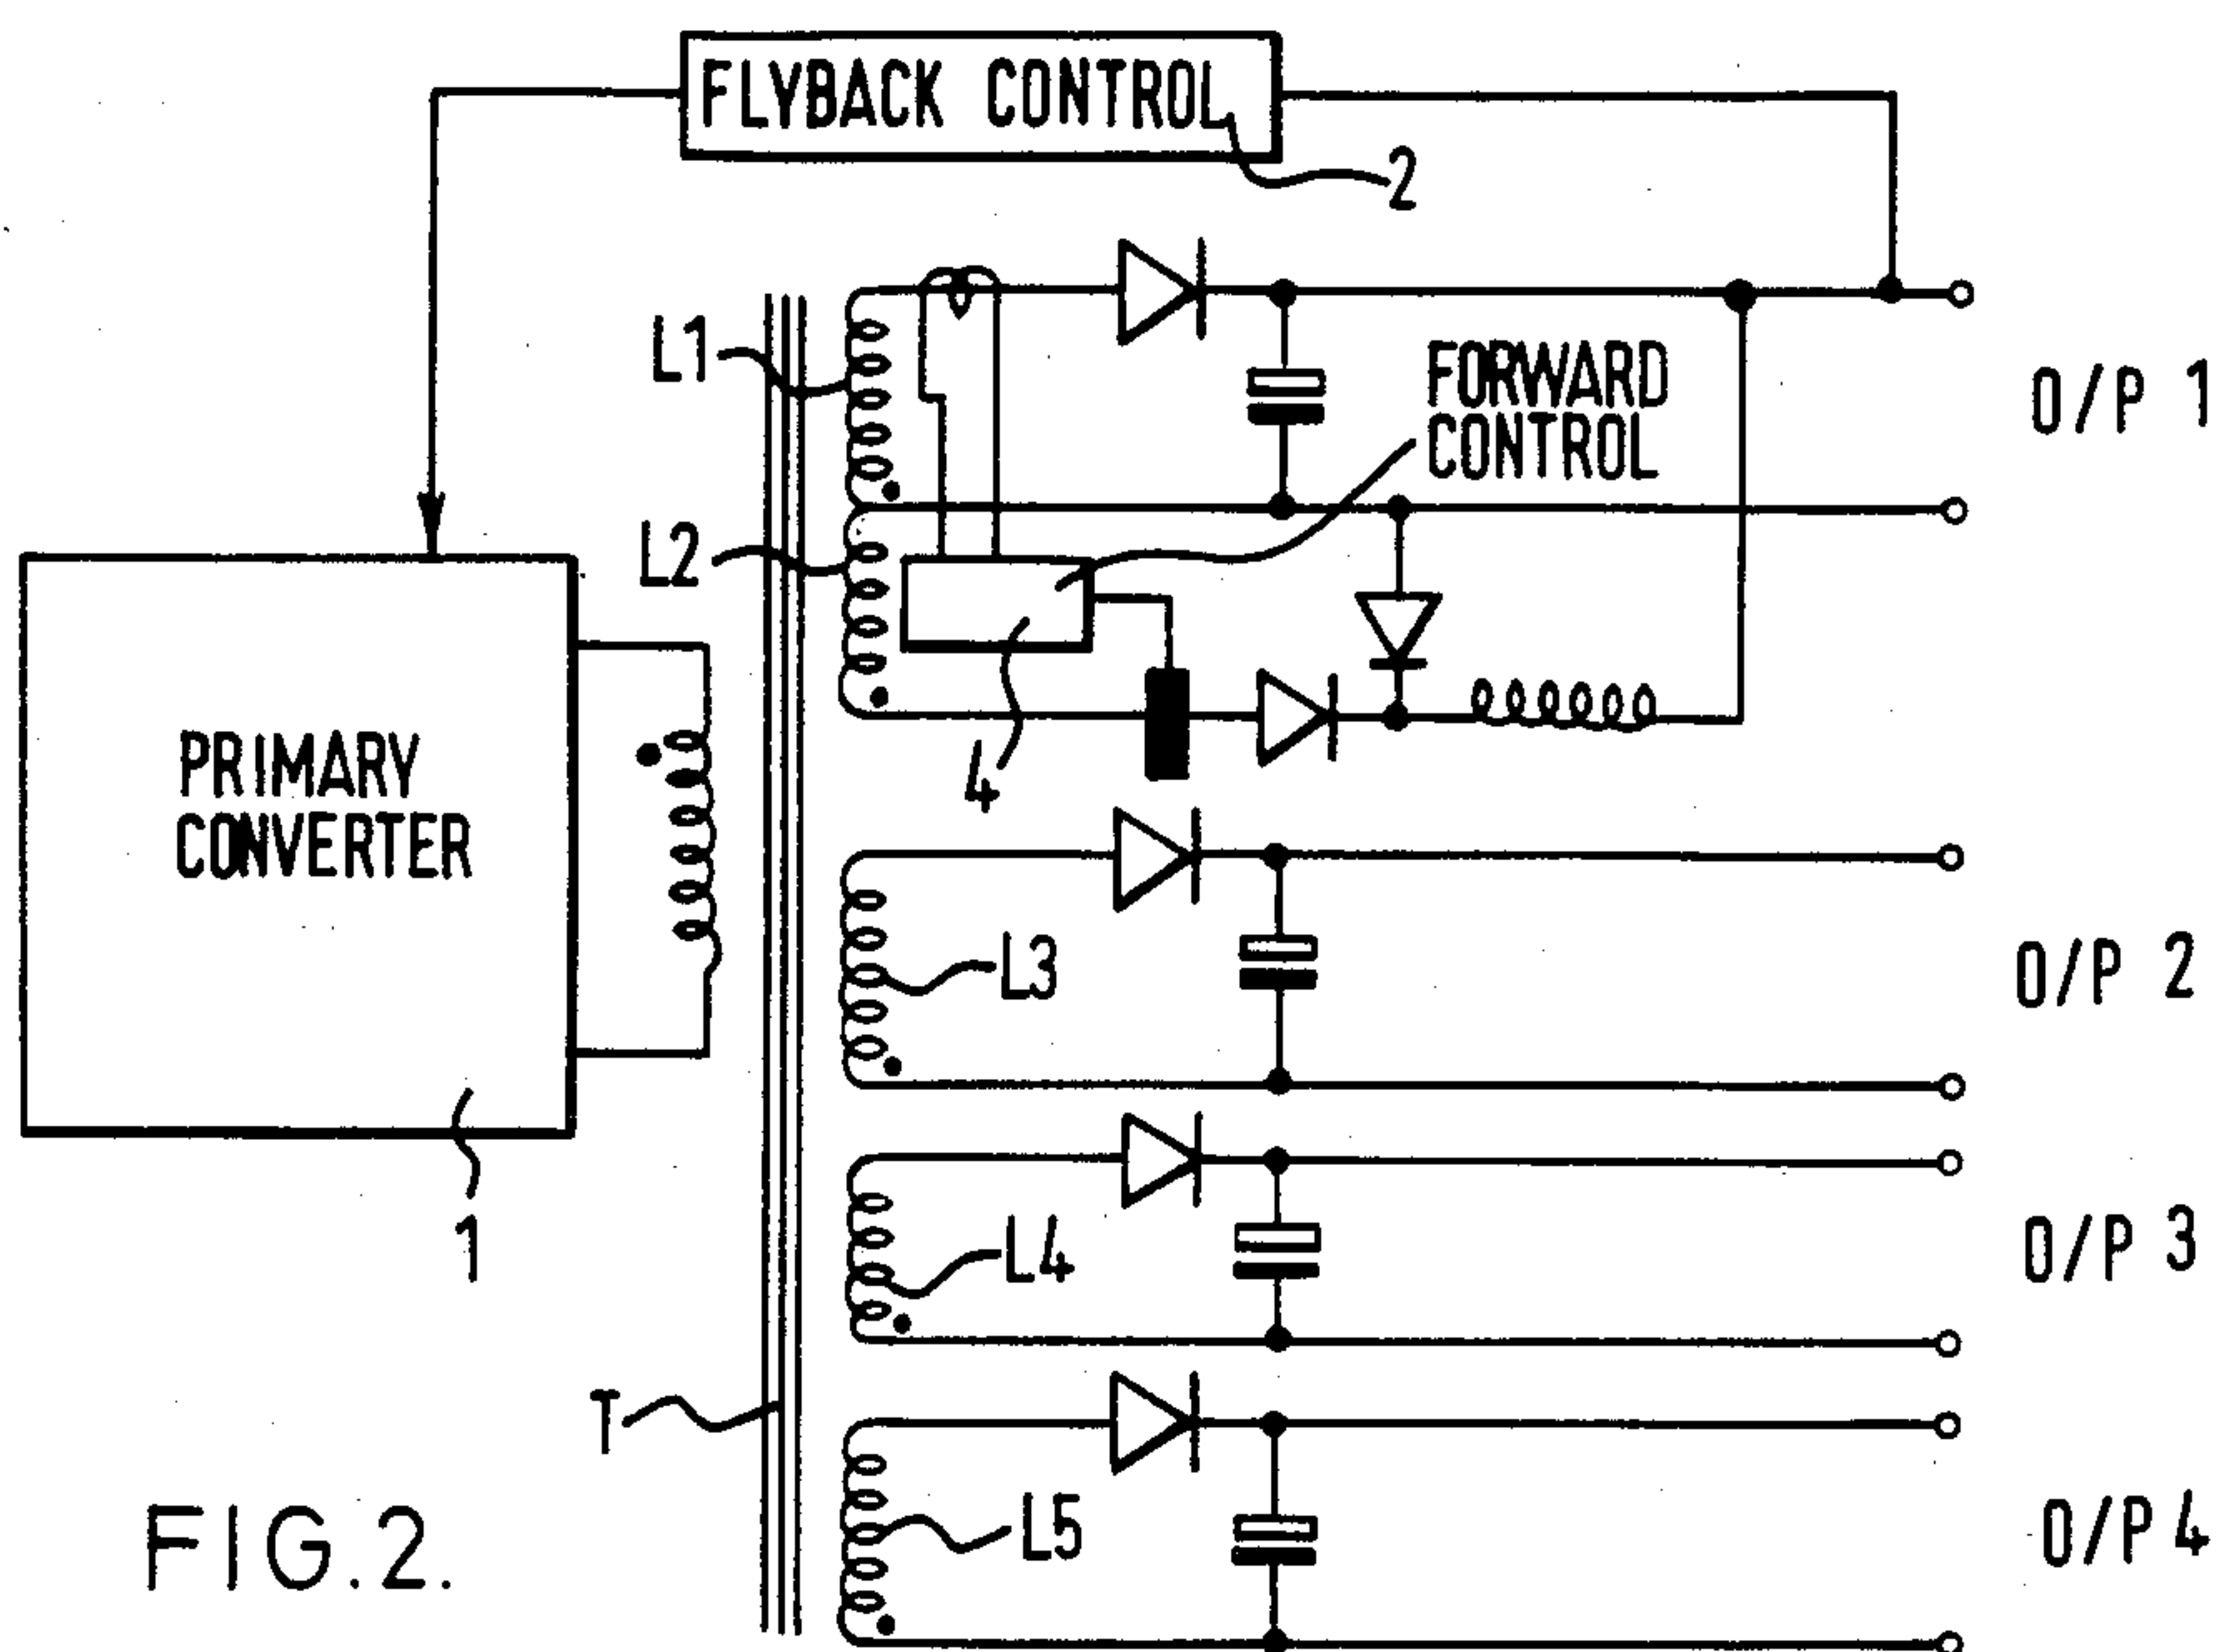 FLYBACK CONTROL
2
L1
FORWARD
CONTROL
O/P 1
L2
4
PRIMARY
CONVERTER
L3
O/P 2
1
L4
O/P 3
T
L5
O/P 4
FIG.2.